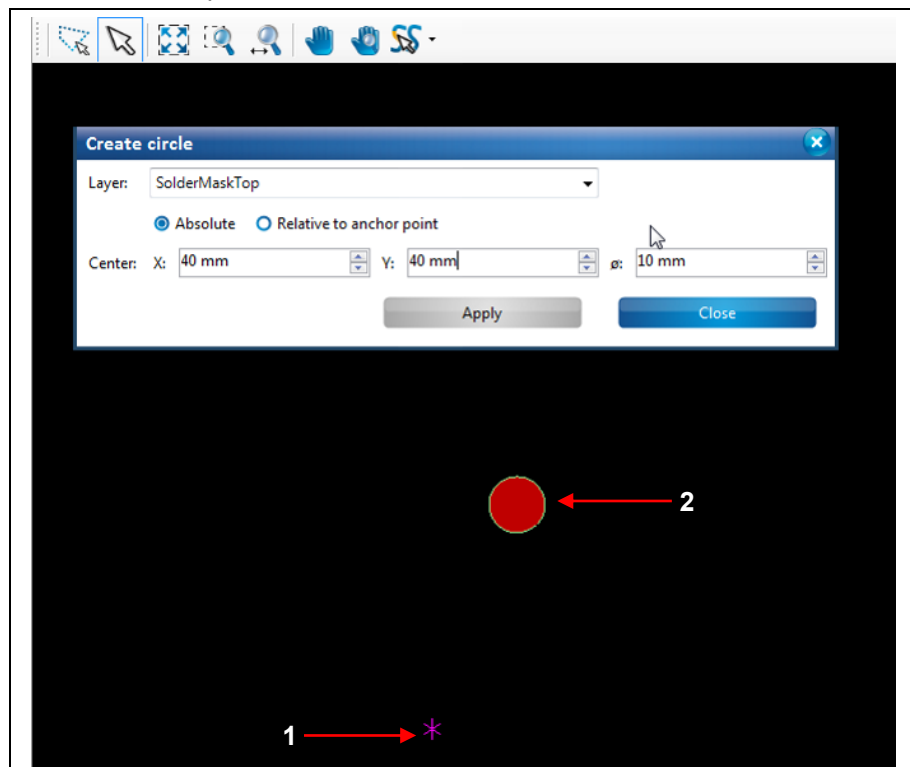 Create circle
Layer: SolderMaskTop
Absolute Relative to anchor point
Center: X: 40 mm Y: 40 mm ø: 10 mm
Apply Close
2
1